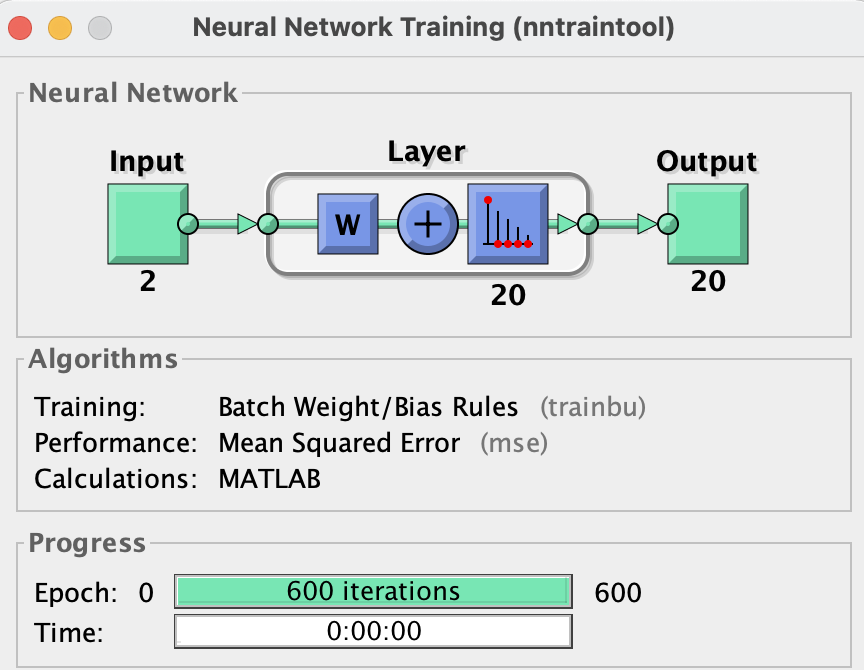 Neural Network Training (nntraintool)
Neural Network
Input
Layer
Output
W
+
2
20
20
Algorithms
Training: Batch Weight/Bias Rules (trainbu)
Performance: Mean Squared Error (mse)
Calculations: MATLAB
Progress
Epoch: 0 600 iterations 600
Time: 0:00:00